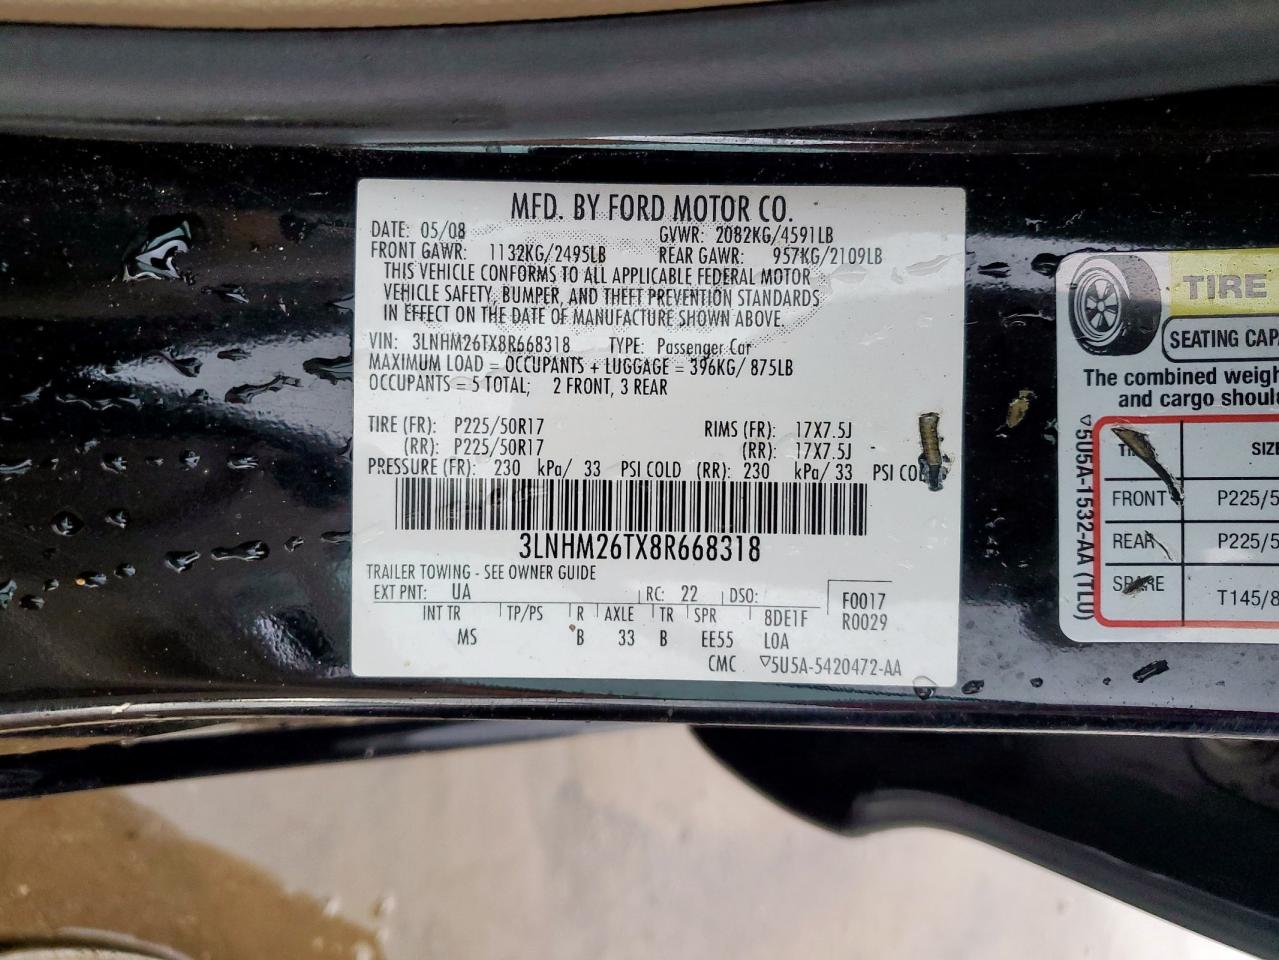 MFD. BY FORD MOTOR CO.
DATE: 05/08 GVWR: 2082KG/4591LB
FRONT GAWR: 1132KG/2495LB REAR GAWR: 957KG/2109LB
THIS VEHICLE CONFORMS TO ALL APPLICABLE FEDERAL MOTOR
VEHICLE SAFETY, BUMPER, AND THEFT PREVENTION STANDARDS
IN EFFECT ON THE DATE OF MANUFACTURE SHOWN ABOVE.
VIN: 3LNHM26TX8R668318 TYPE: Passenger Car
MAXIMUM LOAD = OCCUPANTS + LUGGAGE = 396KG/ 875LB
OCCUPANTS = 5 TOTAL; 2 FRONT, 3 REAR
TIRE (FR): P225/50R17 RIMS (FR): 17X7.5J
(RR): P225/50R17 (RR): 17X7.5J
PRESSURE (FR): 230 kPa/ 33 PSI COLD (RR): 230 kPa/ 33 PSI
3LNHM26TX8R668318
TRAILER TOWING - SEE OWNER GUIDE
EXT PNT: UA RC: 22 DSO: F0017
INT TR TP/PS R AXLE TR SPR 8DE1F R0029
MS B 33 B EE55 LOA
CMC 5U5A-5420472-AA
TIRE
SEATING CAPA
The combined weigh
and cargo shoul
5U5A-1532-AA (TLU)
SIZE
FRONT P225/5
REAR P225/5
SPARE T145/8